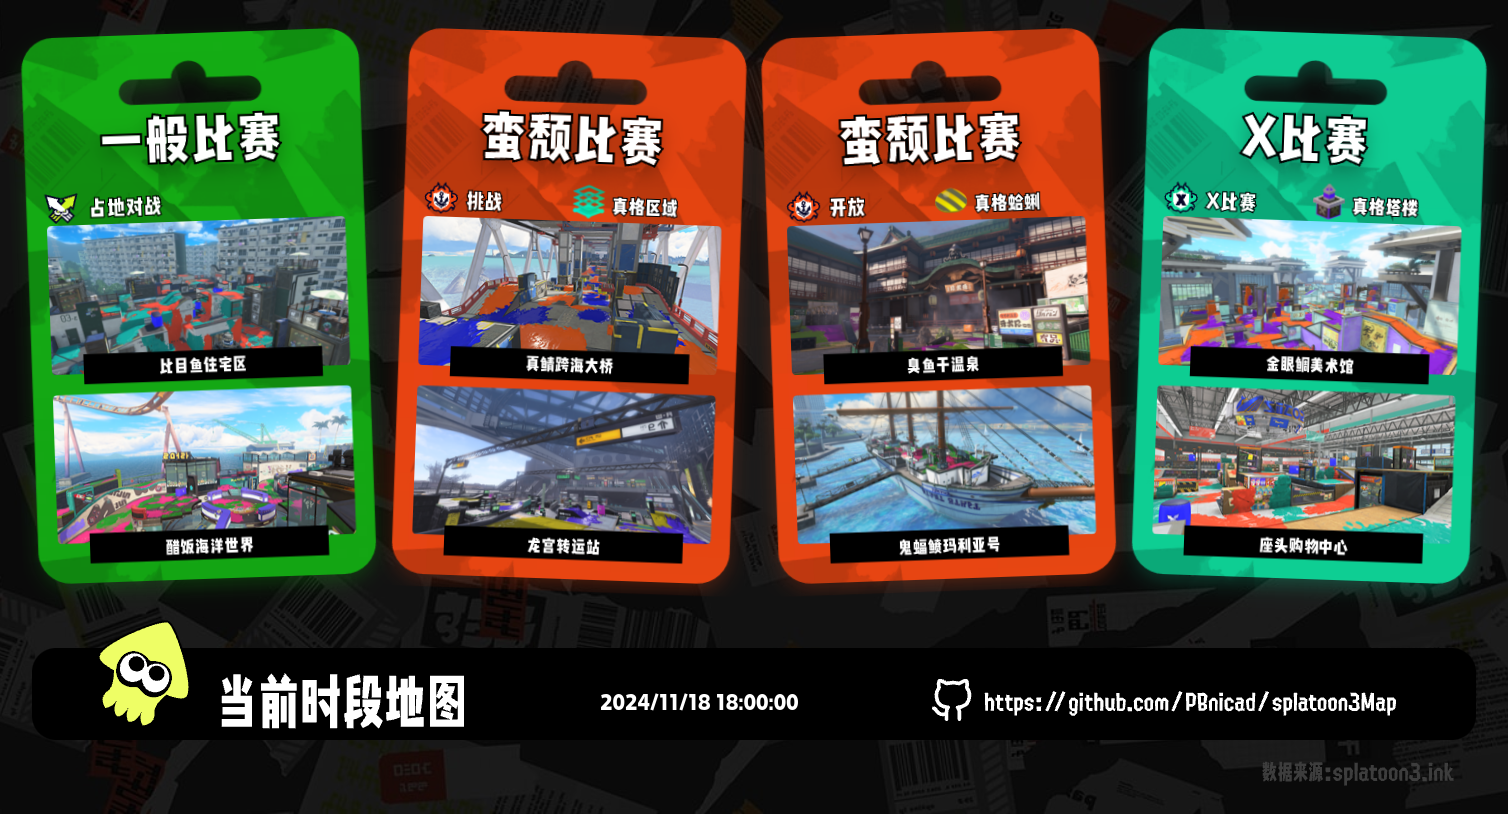 一般比赛
占地对战
比目鱼住宅区
醋饭海洋世界
蛮颓比赛
挑战
真格区域
真鲭跨海大桥
龙宫转运站
蛮颓比赛
开放
真格蛤蜊
臭鱼干温泉
鬼蝠鲼玛利亚号
X比赛
X比赛
真格塔楼
金眼鲷美术馆
座头购物中心
当前时段地图
2024/11/18 18:00:00
https://github.com/PBnicad/splatoon3Map
数据来源:splatoon3.ink